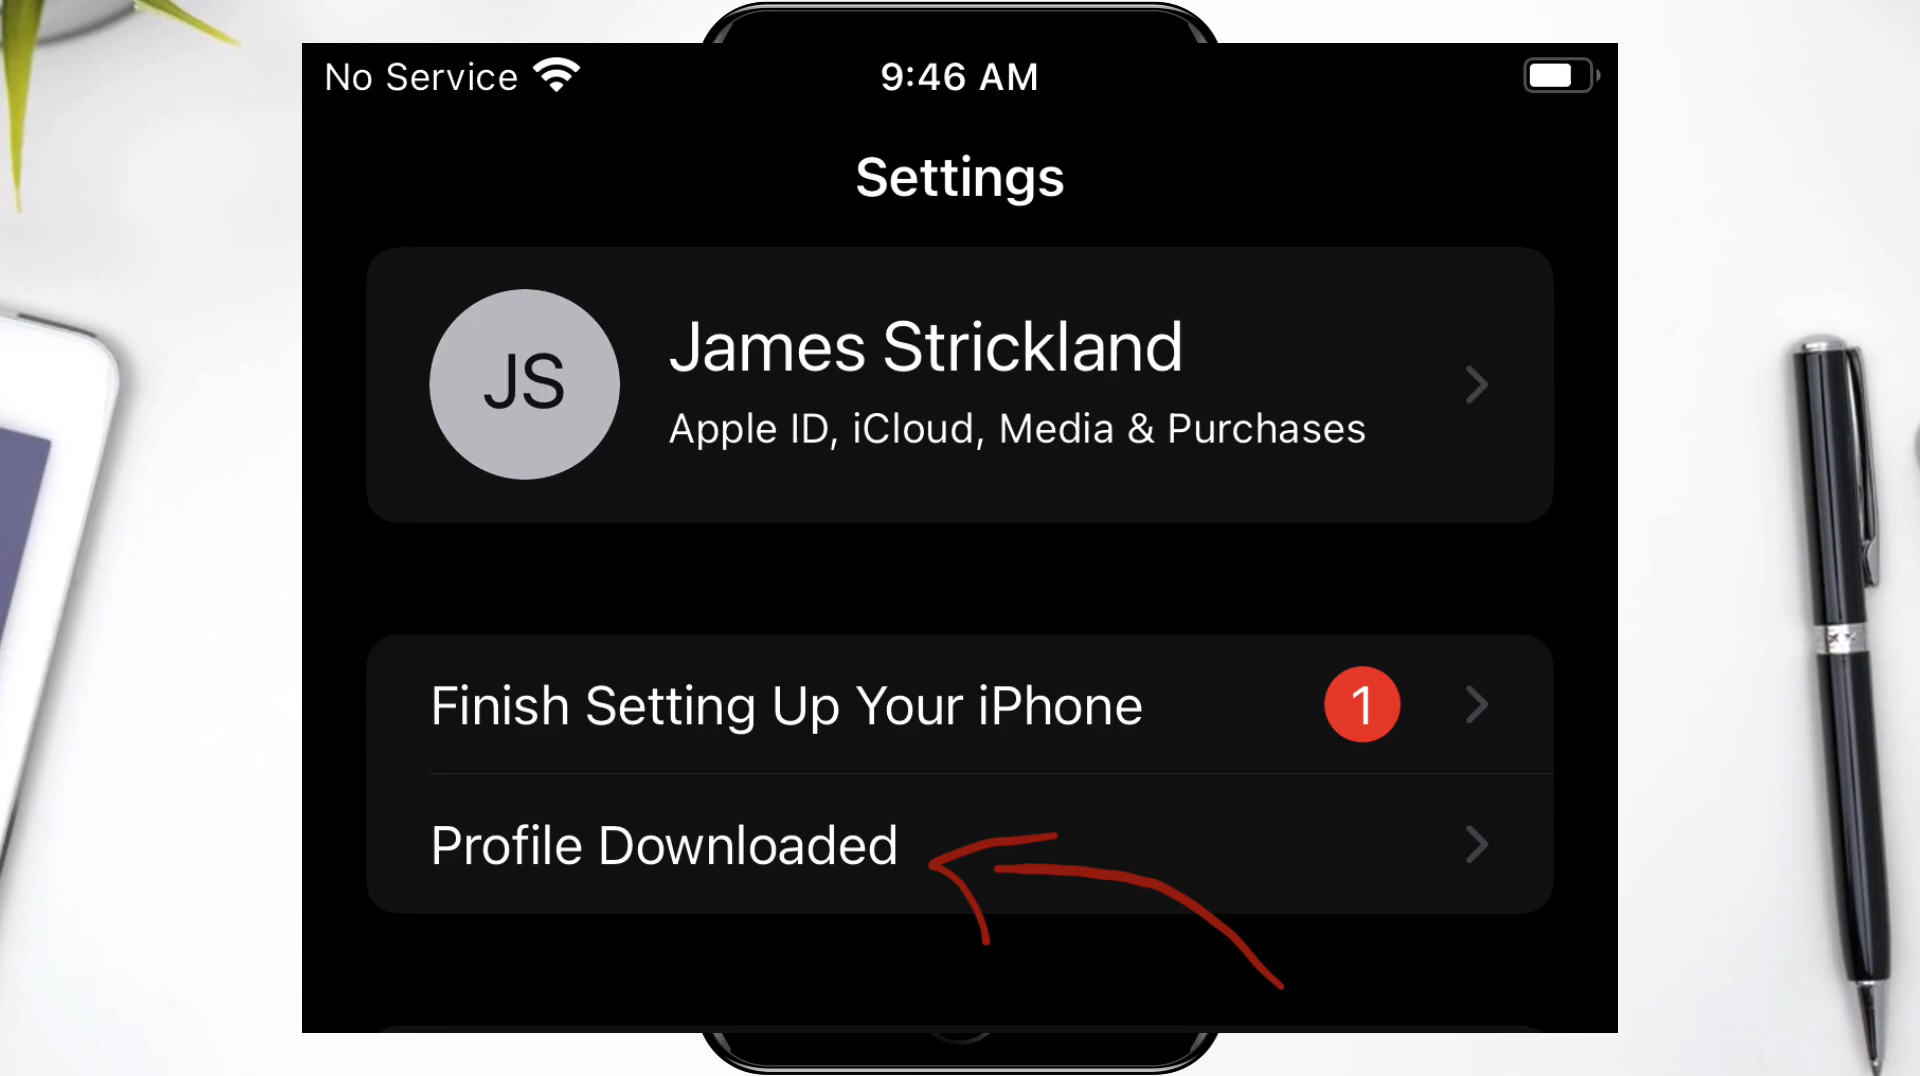 No Service
9:46 AM
Settings
JS
James Strickland
Apple ID, iCloud, Media & Purchases
Finish Setting Up Your iPhone
1
Profile Downloaded